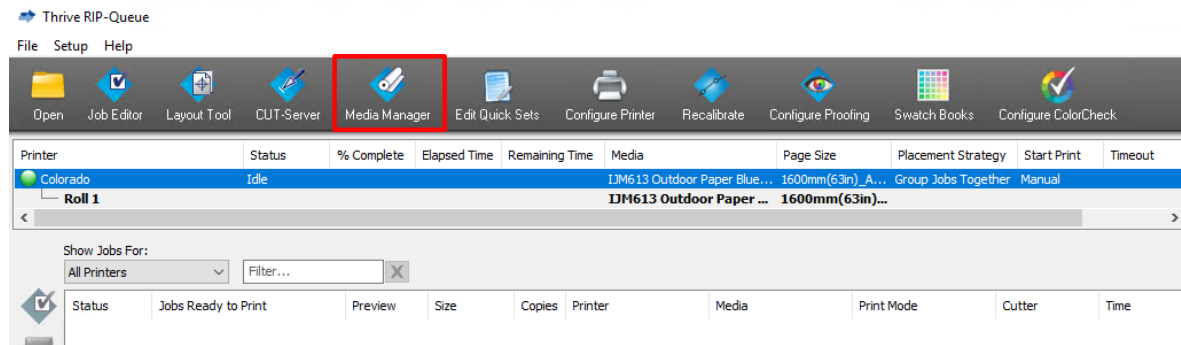 Thrive RIP-Queue
File Setup Help
Open Job Editor Layout Tool CUT-Server Media Manager Edit Quick Sets Configure Printer Recalibrate Configure Proofing Swatch Books Configure ColorCheck
Printer Status % Complete Elapsed Time Remaining Time Media Page Size Placement Strategy Start Print Timeout
Colorado Idle IJM613 Outdoor Paper Blue... 1600mm(63in)_A... Group Jobs Together Manual
Roll 1 IJM613 Outdoor Paper ... 1600mm(63in)...
Show Jobs For:
All Printers Filter... X
Status Jobs Ready to Print Preview Size Copies Printer Media Print Mode Cutter Time